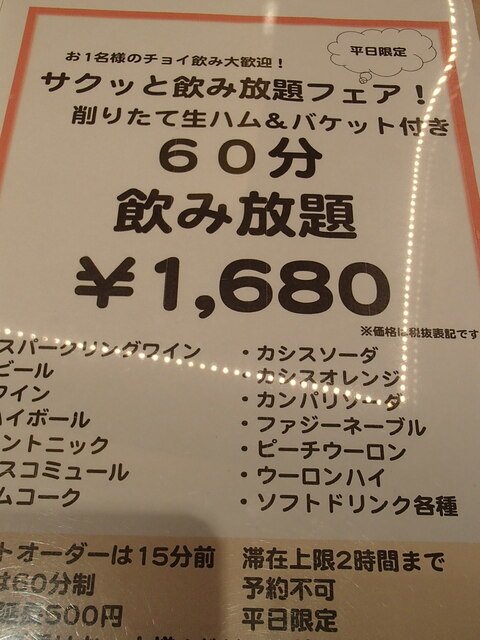 平日限定
お1名様のチョイ飲み大歓迎！
サクッと飲み放題フェア！
削りたて生ハム&バケット付き
６０分
飲み放題
¥1,680
※価格は税抜表記です
スパークリングワイン
ビール
ワイン
ハイボール
ントニック
スコミュール
ムコーク
・カシスソーダ
・カシスオレンジ
・カンパリソーダ
・ファジーネーブル
・ピーチウーロン
・ウーロンハイ
・ソフトドリンク各種
トオーダーは15分前
は60分制
延長500円
滞在上限2時間まで
予約不可
平日限定